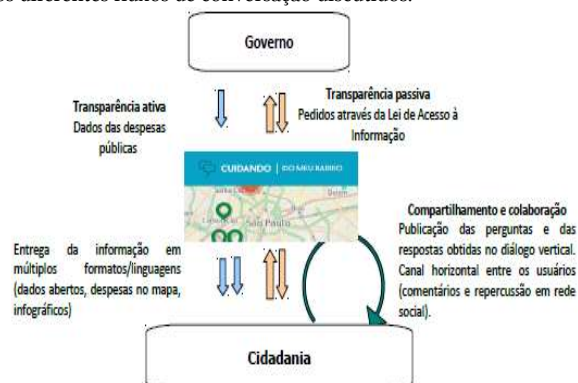 Governo
Transparência ativa
Dados das despesas
públicas
Transparência passiva
Pedidos através da Lei de Acesso à
Informação
CUIDANDO | DO MEU BAIRRO
São Paulo
Entrega da informação em
múltiplos formatos/linguagens
(dados abertos, despesas no mapa,
infográficos)
Compartilhamento e colaboração
Publicação das perguntas e das
respostas obtidas no diálogo vertical.
Canal horizontal entre os usuários
(comentários e repercussão em rede
social).
Cidadania